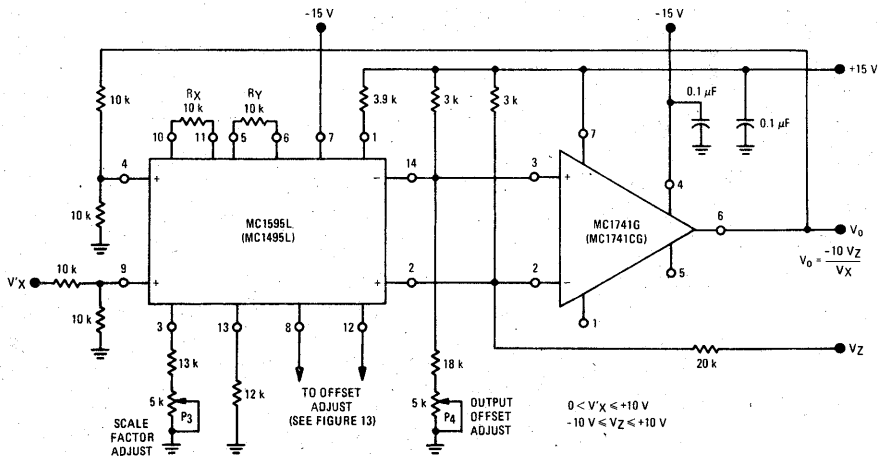 -15 V
-15 V
+15 V
10 k
RX
10 k
RY
10 k
3.9 k
3 k
3 k
0.1 µF
0.1 µF
10
11
5
6
7
1
7
4
4
+
−
14
3
+
MC1595L
(MC1495L)
MC1741G
(MC1741CG)
6
VO
VO = -10 VZ / VX
10 k
V'X
10 k
9
+
+
2
2
−
5
1
10 k
3
13
8
12
VZ
20 k
13 k
18 k
5 k
P3
12 k
TO OFFSET
ADJUST
(SEE FIGURE 13)
5 k
P4
OUTPUT
OFFSET
ADJUST
0 < V'X ≤ +10 V
-10 V ≤ VZ ≤ +10 V
SCALE
FACTOR
ADJUST